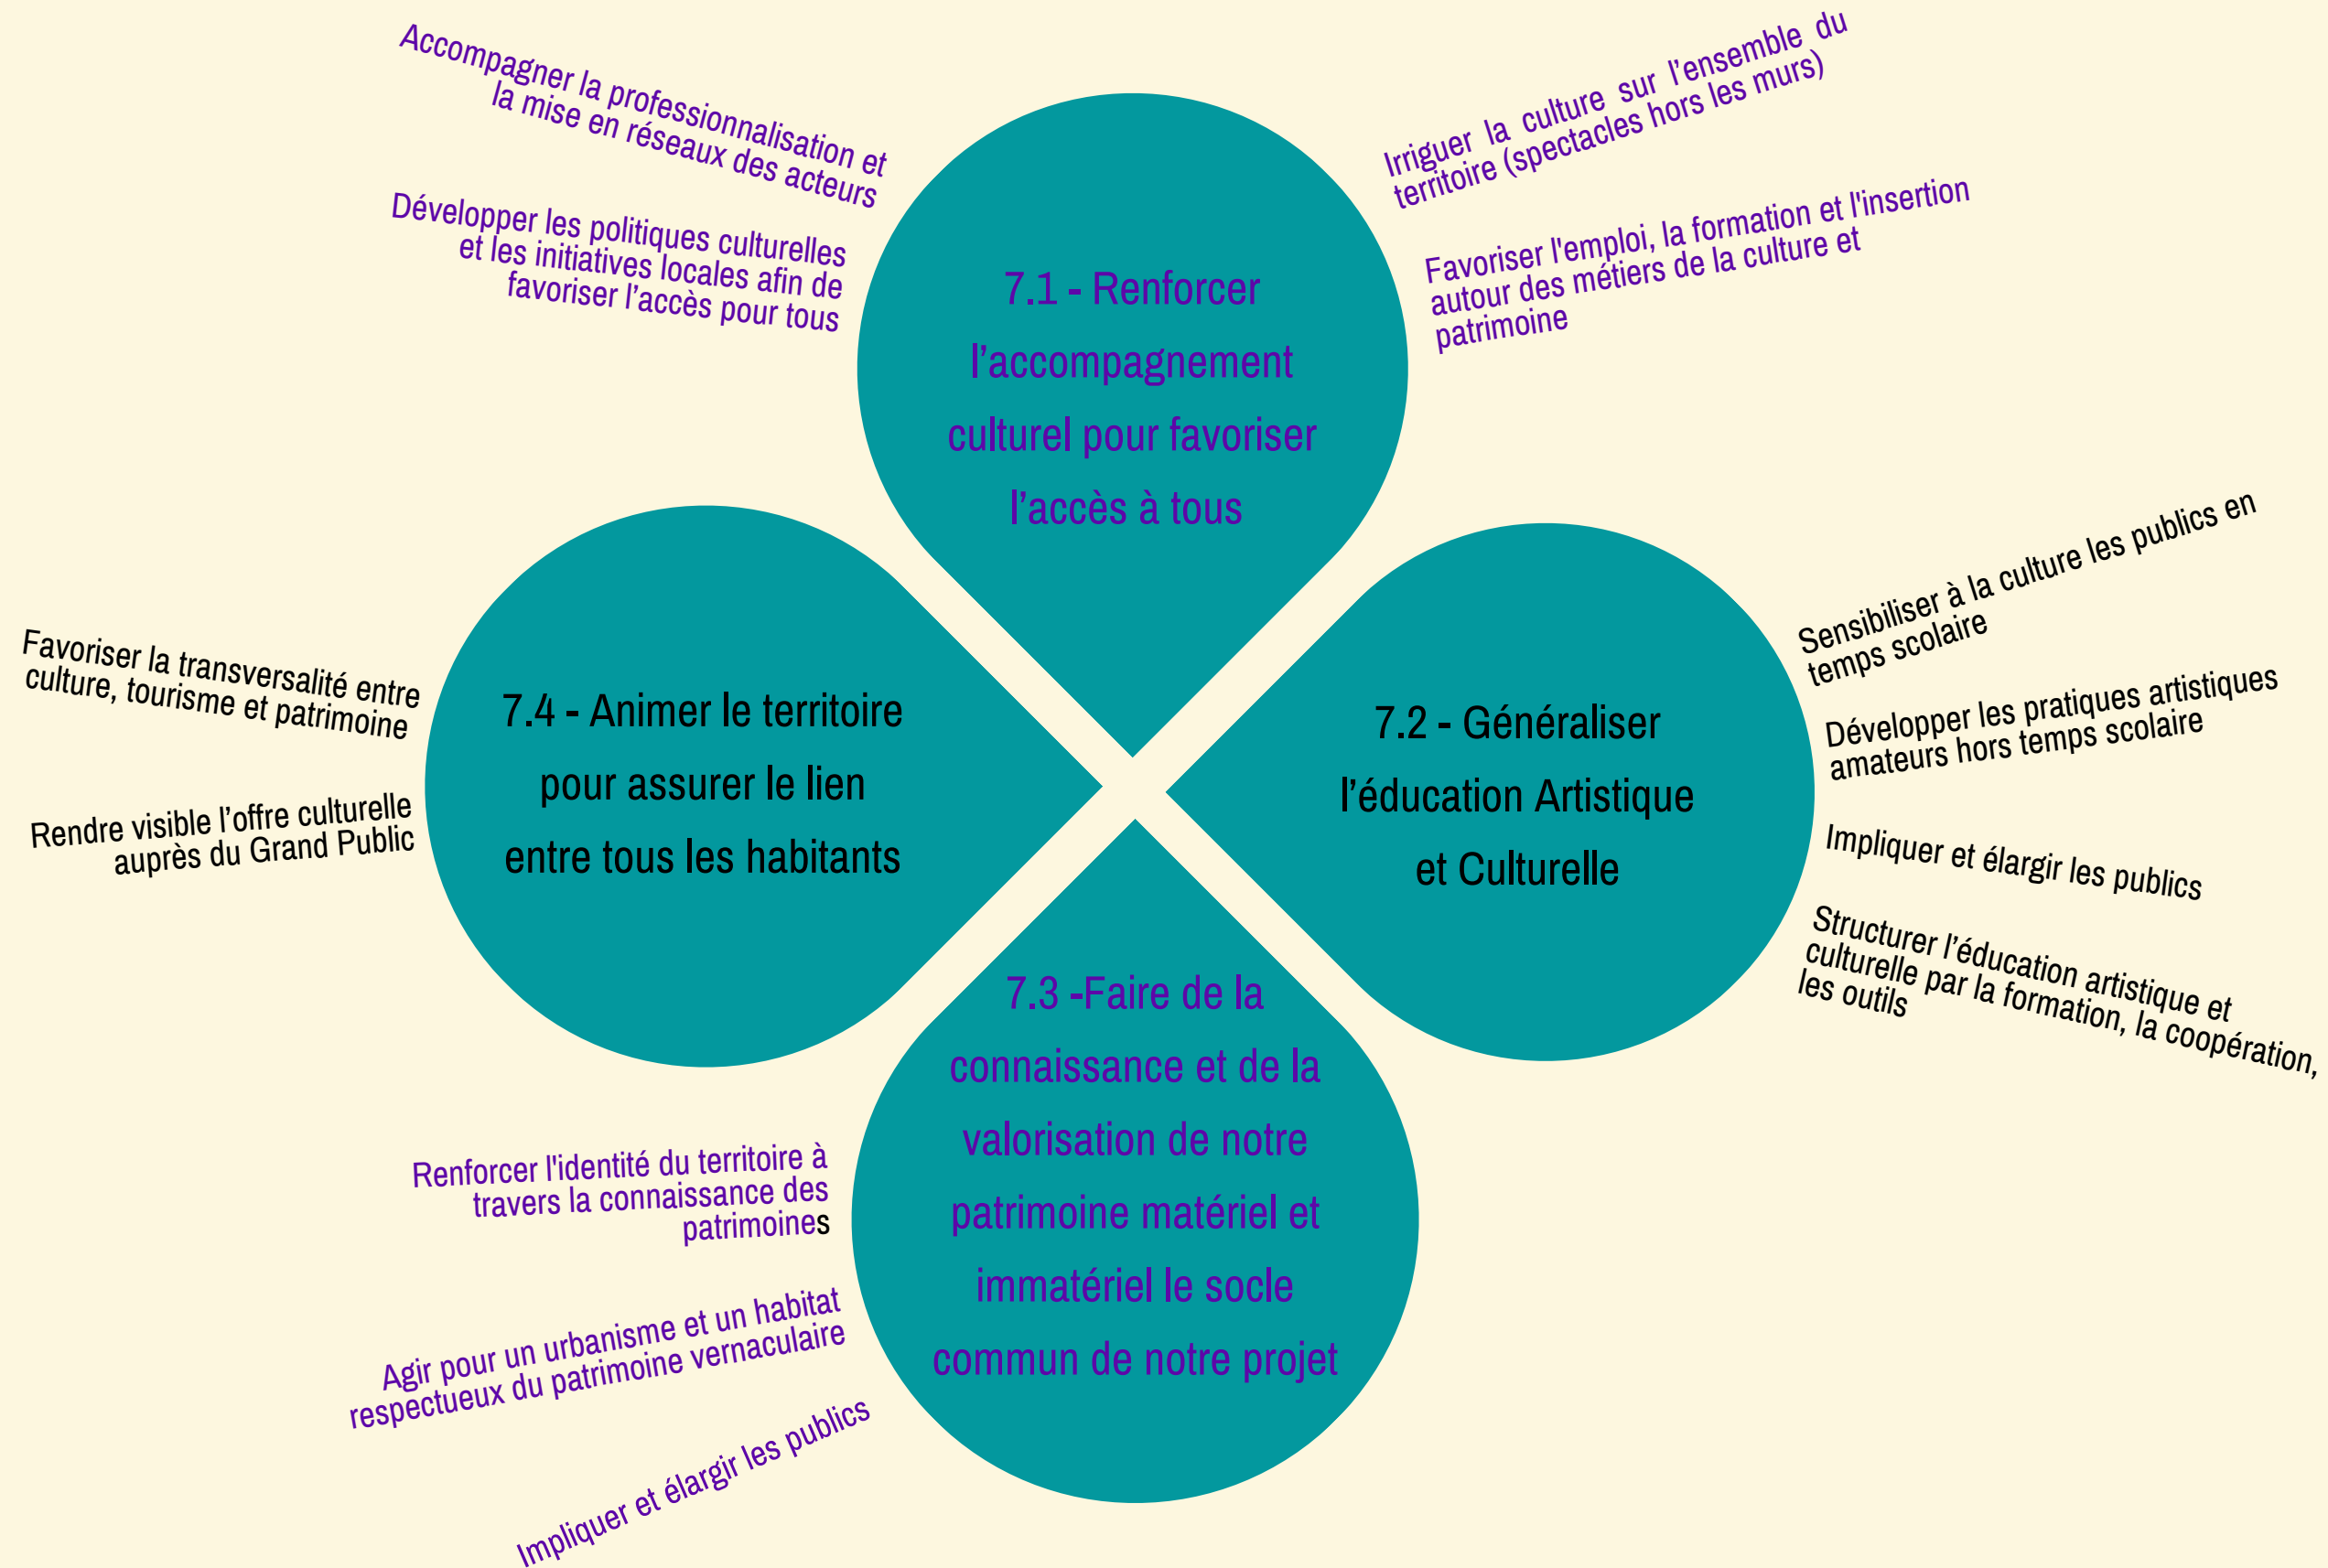 Accompagner la professionnalisation et
la mise en réseaux des acteurs
Développer les politiques culturelles
et les initiatives locales afin de
favoriser l’accès pour tous
Irriguer la culture sur l’ensemble du
territoire (spectacles hors les murs)
Favoriser l'emploi, la formation et l'insertion
autour des métiers de la culture et
patrimoine
7.1 - Renforcer
l’accompagnement
culturel pour favoriser
l’accès à tous
Sensibiliser à la culture les publics en
temps scolaire
Développer les pratiques artistiques
amateurs hors temps scolaire
Impliquer et élargir les publics
Structurer l’éducation artistique et
culturelle par la formation, la coopération,
les outils
7.2 - Généraliser
l’éducation Artistique
et Culturelle
Favoriser la transversalité entre
culture, tourisme et patrimoine
Rendre visible l’offre culturelle
auprès du Grand Public
7.4 - Animer le territoire
pour assurer le lien
entre tous les habitants
7.3 -Faire de la
connaissance et de la
valorisation de notre
patrimoine matériel et
immatériel le socle
commun de notre projet
Renforcer l'identité du territoire à
travers la connaissance des
patrimoines
Agir pour un urbanisme et un habitat
respectueux du patrimoine vernaculaire
Impliquer et élargir les publics